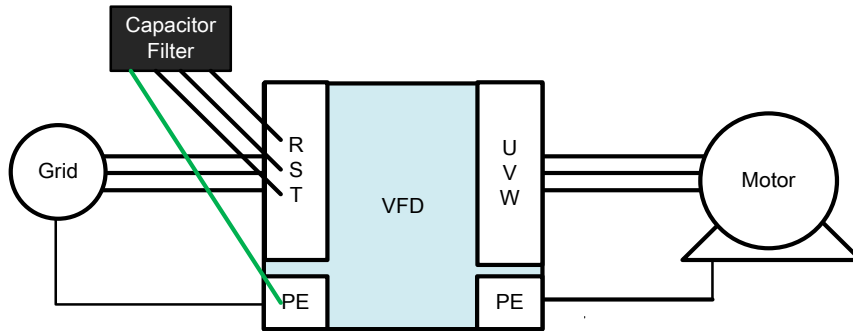 Capacitor
Filter
Grid
R
S
T
VFD
U
V
W
Motor
PE
PE